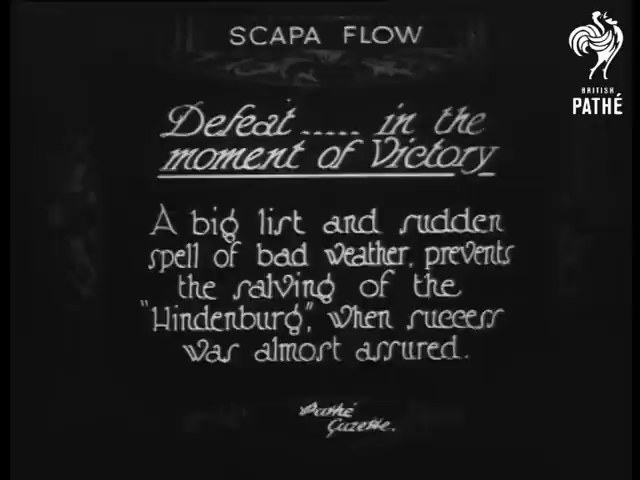 SCAPA FLOW
BRITISH
PATHÉ
Defeat ..... in the
moment of Victory
A big list and sudden
spell of bad weather, prevents
the salving of the
"Hindenburg", when success
was almost assured.
Pathé
Gazette.